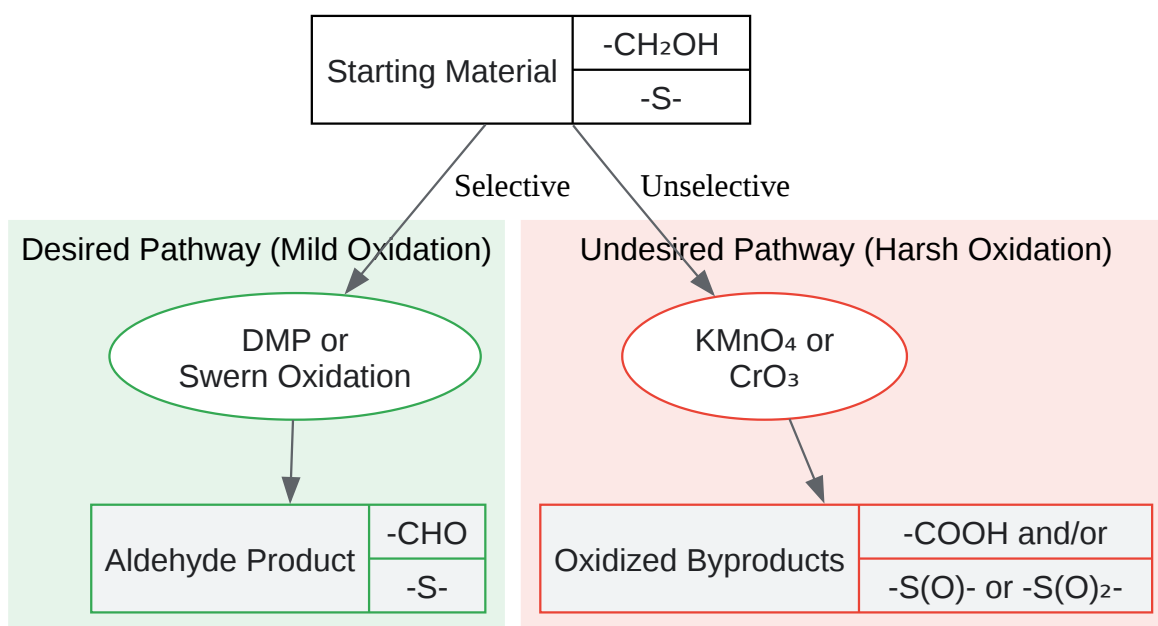 Starting Material
-CH₂OH
-S-
Selective
Unselective
Desired Pathway (Mild Oxidation)
Undesired Pathway (Harsh Oxidation)
DMP or
Swern Oxidation
KMnO₄ or
CrO₃
Aldehyde Product
-CHO
-S-
Oxidized Byproducts
-COOH and/or
-S(O)- or -S(O)₂-